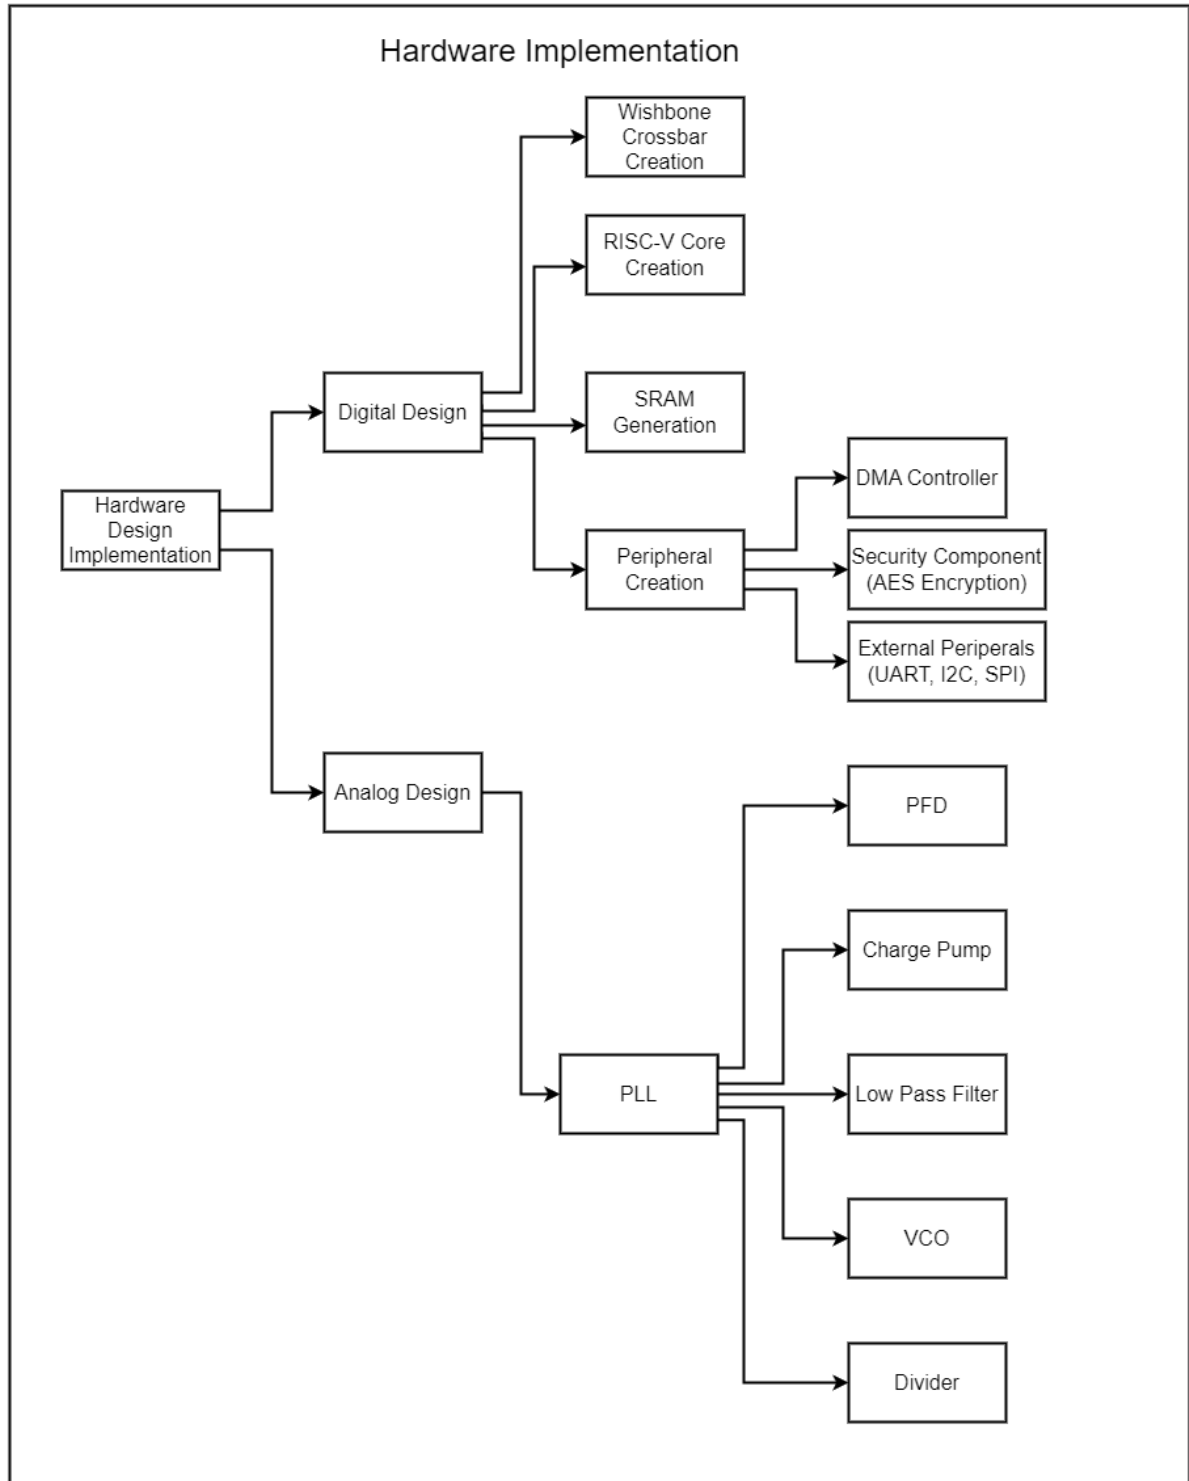 Hardware Implementation
Wishbone
Crossbar
Creation
RISC-V Core
Creation
Digital Design
SRAM
Generation
DMA Controller
Hardware
Design
Implementation
Peripheral
Creation
Security Component
(AES Encryption)
External Periperals
(UART, I2C, SPI)
Analog Design
PFD
Charge Pump
PLL
Low Pass Filter
VCO
Divider